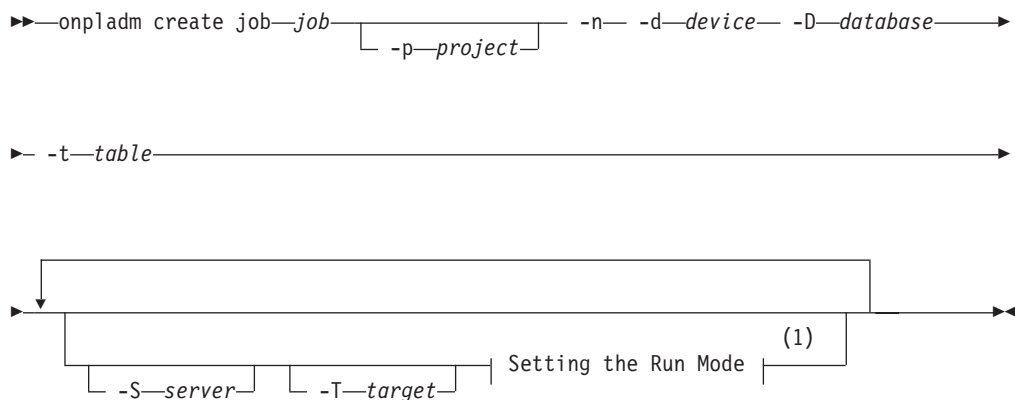 onpladm create job job -n -d device -D database
-p project
-t table
(1)
Setting the Run Mode
-S server -T target